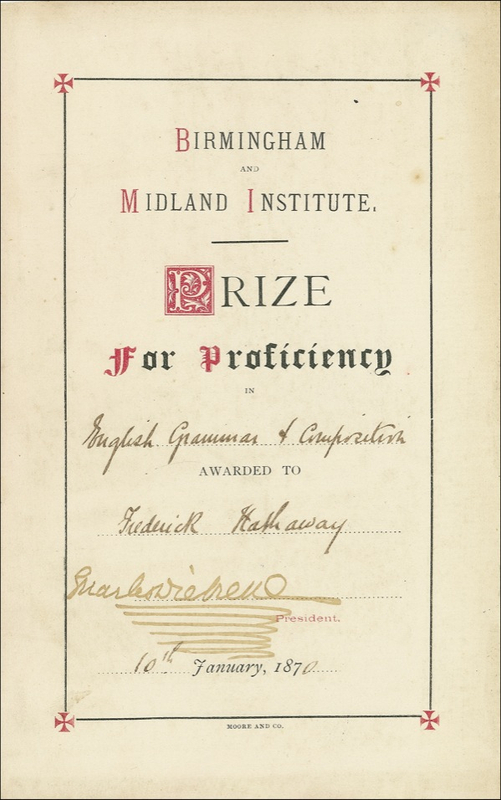 BIRMINGHAM
AND
MIDLAND INSTITUTE.
PRIZE
For Proficiency
IN
English Grammar & Composition
AWARDED TO
Frederick Hathaway
Charles Dickens
President.
10th January, 1870
MOORE AND CO.